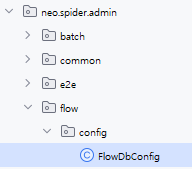 neo.spider.admin
batch
common
e2e
flow
config
FlowDbConfig